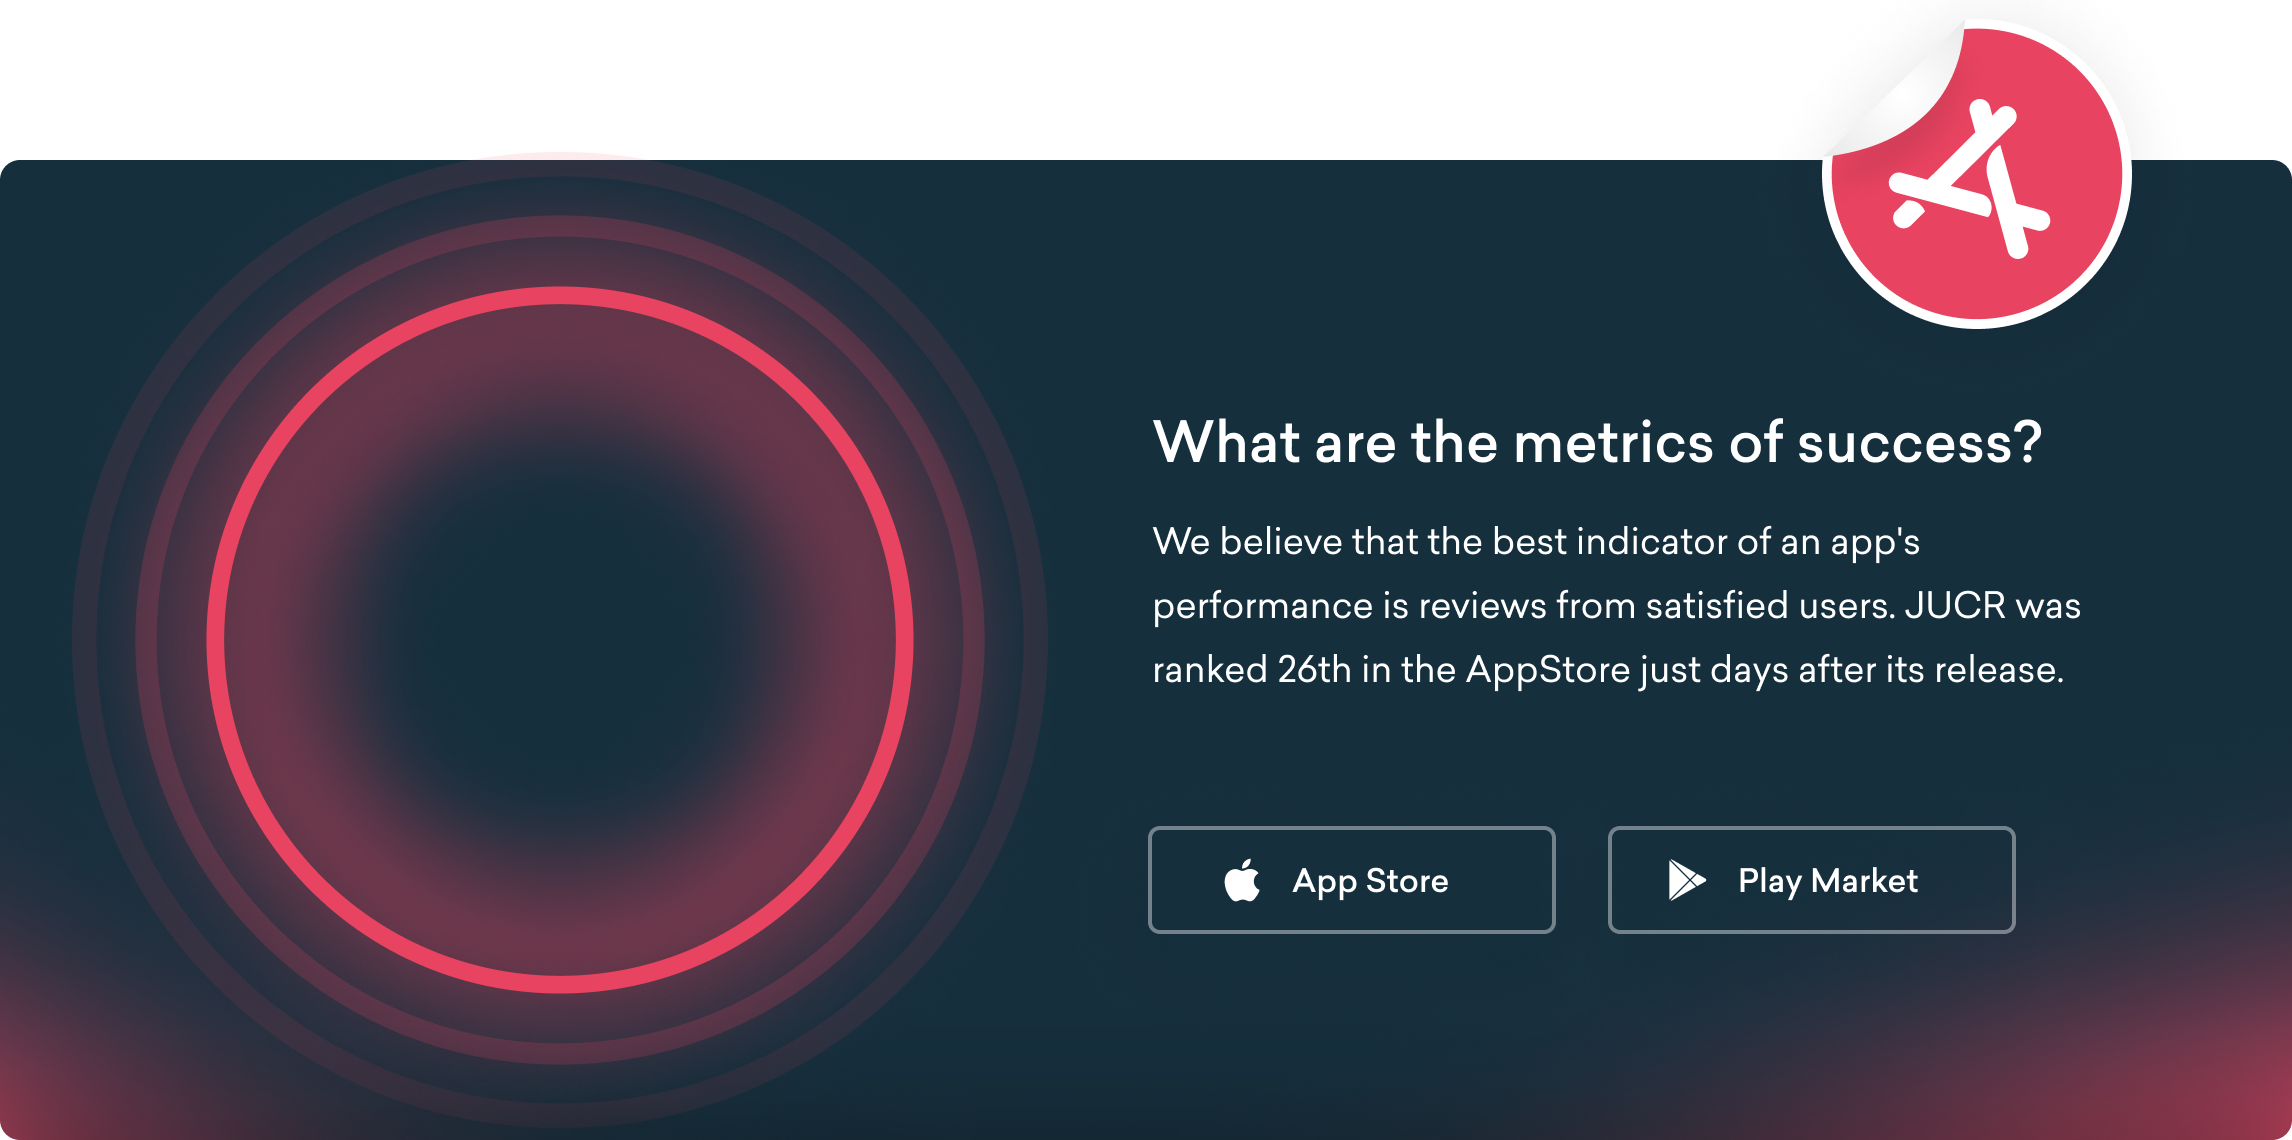 What are the metrics of success?
We believe that the best indicator of an app's
performance is reviews from satisfied users. JUCR was
ranked 26th in the AppStore just days after its release.
App Store
Play Market